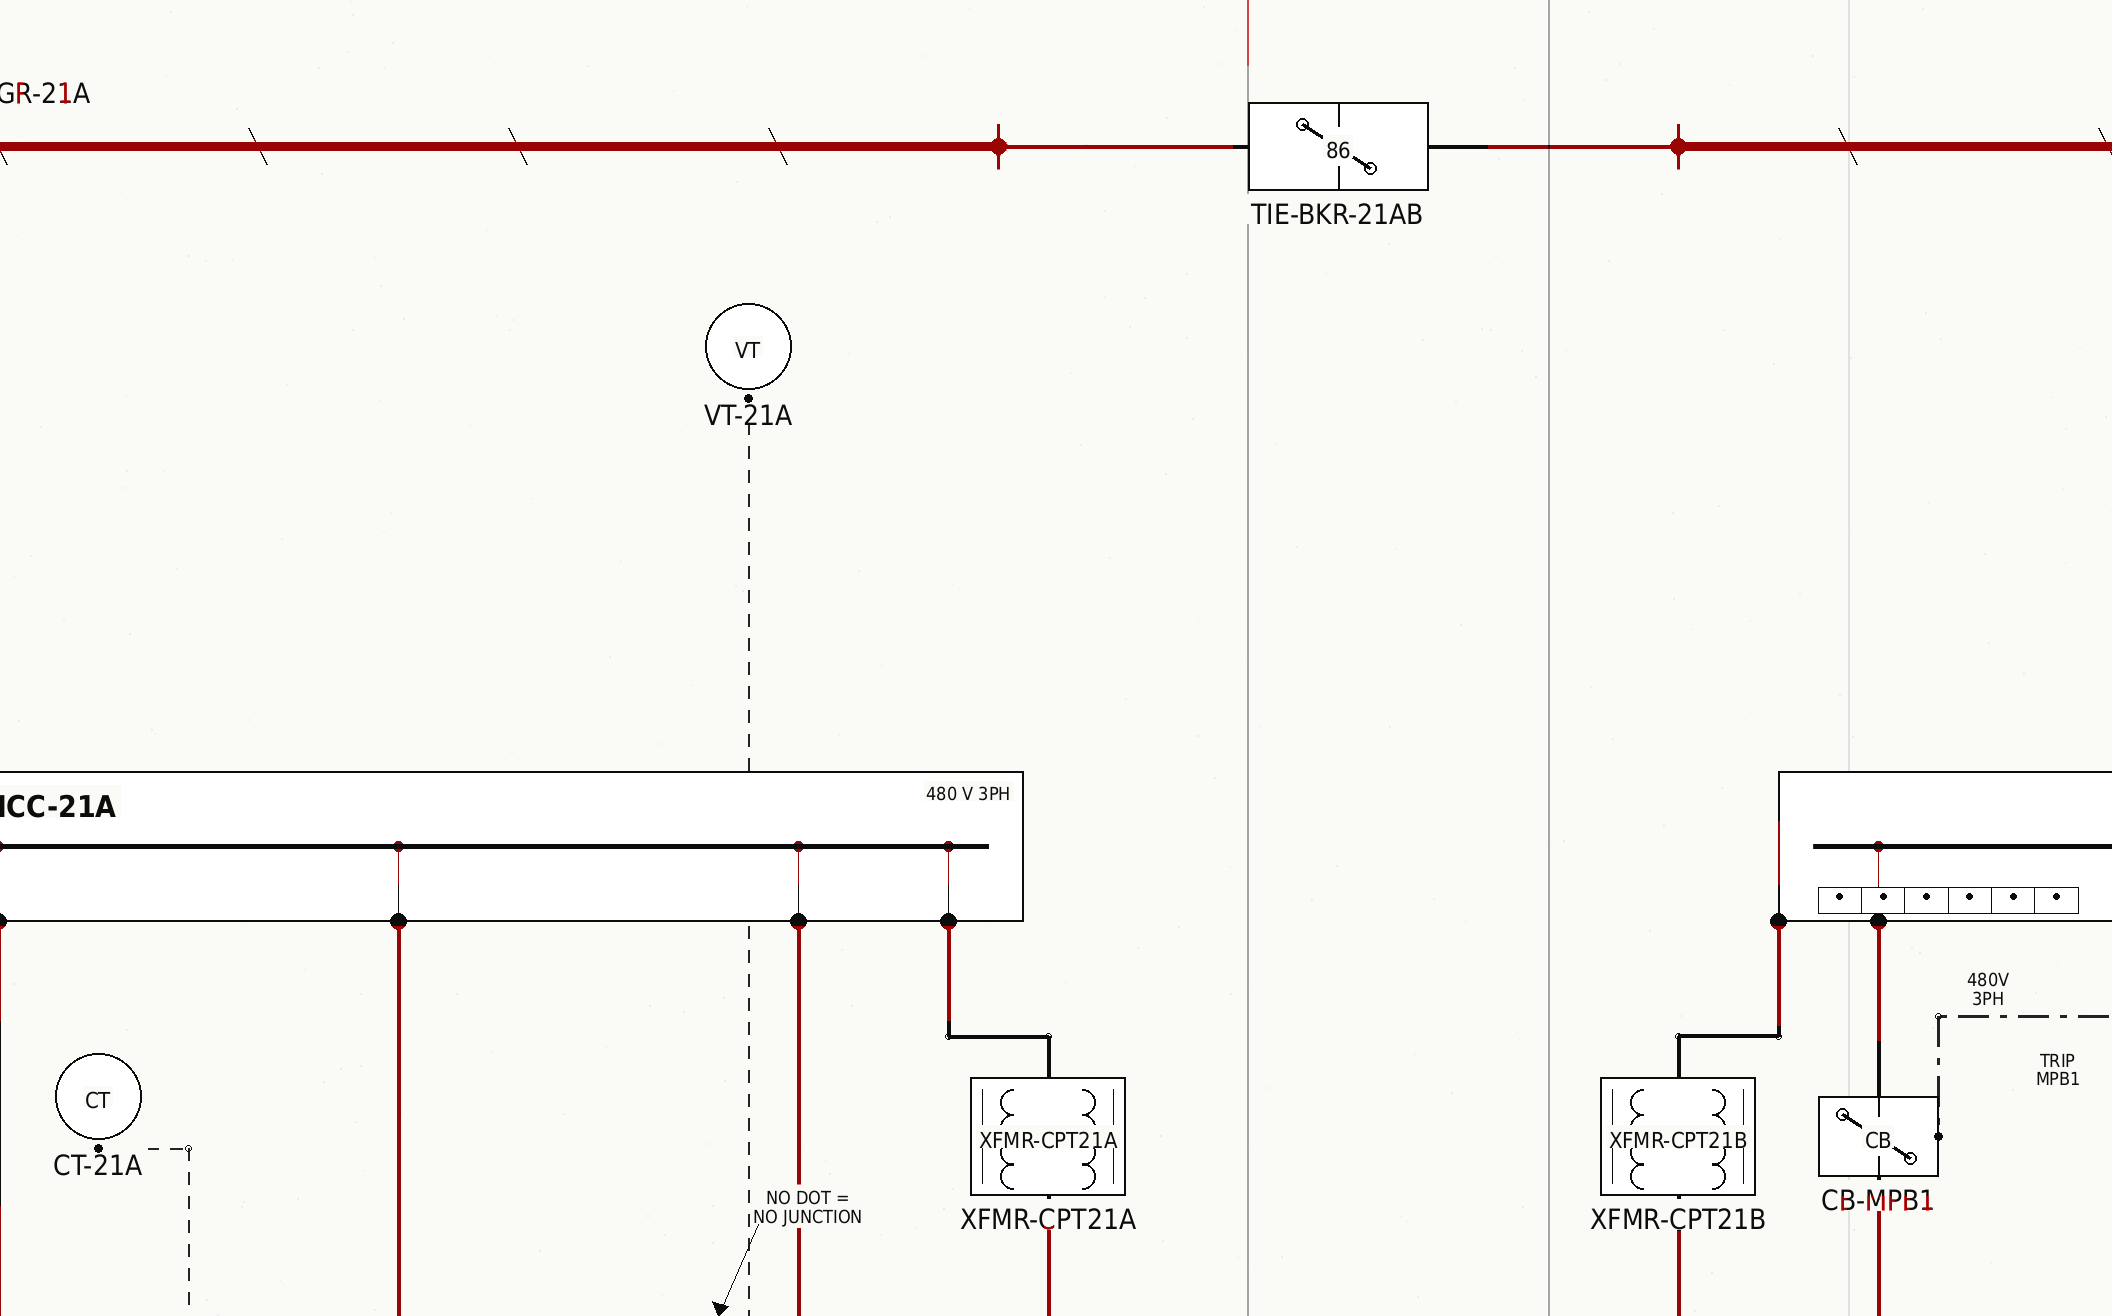 GR-21A
86
TIE-BKR-21AB
VT
VT-21A
CC-21A
480 V 3PH
480V
3PH
TRIP
MPB1
CT
CT-21A
XFMR-CPT21A
XFMR-CPT21A
XFMR-CPT21B
XFMR-CPT21B
CB
CB-MPB1
NO DOT =
NO JUNCTION